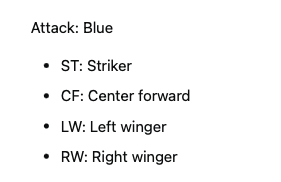 Attack: Blue
• ST: Striker
• CF: Center forward
• LW: Left winger
• RW: Right winger